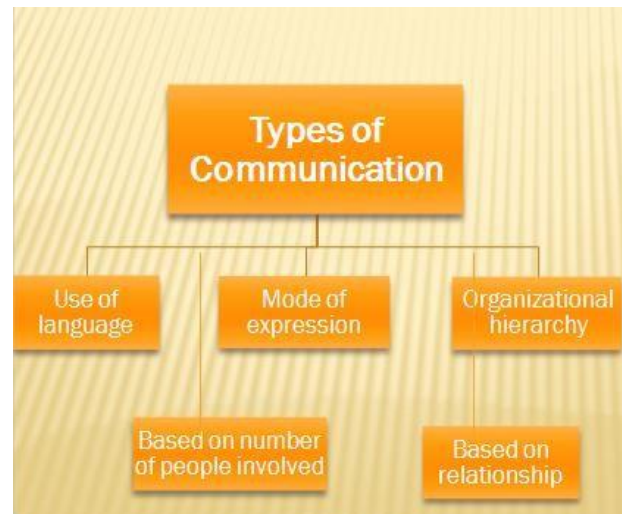 Types of
Communication
Use of
language
Mode of
expression
Organizational
hierarchy
Based on number
of people involved
Based on
relationship